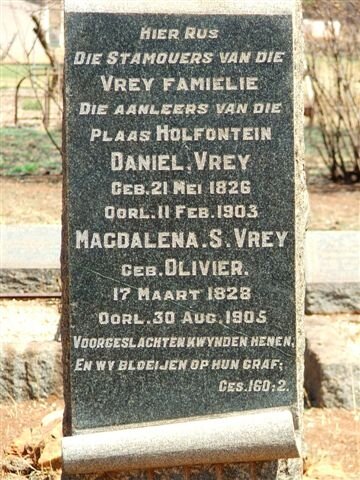 Hier Rus
Die Stamouers van die
Vrey Famielie
Die Aanleers van die
Plaas Holfontein
Daniel. Vrey
Geb. 21 Mei 1826
Oorl. 11 Feb. 1903
Magdalena. S. Vrey
geb. Olivier.
17 Maart 1828
Oorl. 30 Aug. 1905
Voorgeslachten kwynden henen,
En wy bloeijen op hun graf;
Ges. 160:2.